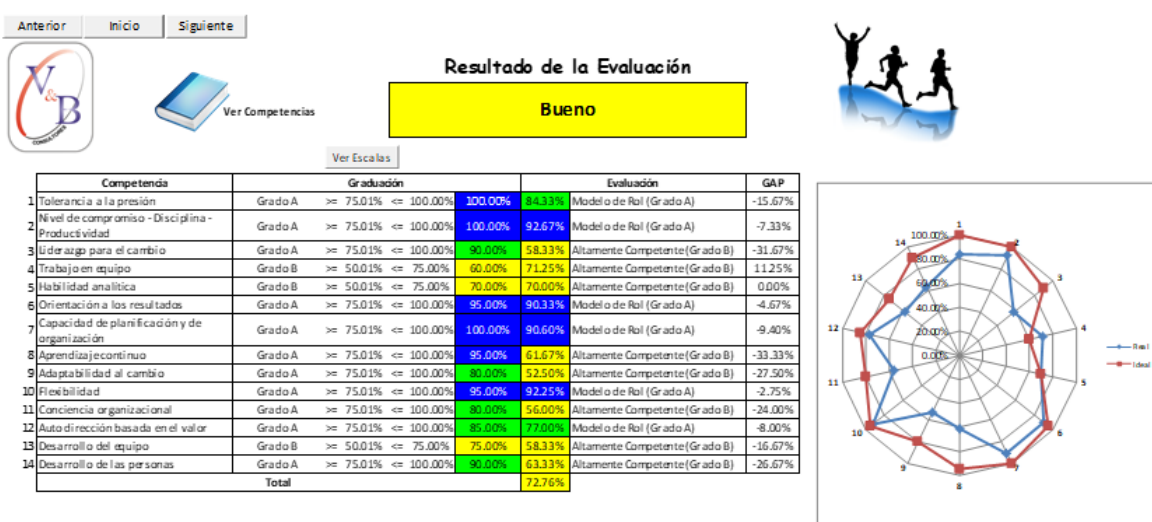 Anterior Inicio Siguiente
V&B
CONSULTORES
Ver Competencias
Resultado de la Evaluación
Bueno
Ver Escalas
Competencia Graduación Evaluación GAP
1 Tolerancia a la presión Grado A >= 75.01% <= 100.00% 100.00% 84.33% Modelo de Rol (Grado A) -15.67%
2 Nivel de compromiso - Disciplina - Productividad Grado A >= 75.01% <= 100.00% 100.00% 92.67% Modelo de Rol (Grado A) -7.33%
3 Liderazgo para el cambio Grado A >= 75.01% <= 100.00% 90.00% 58.33% Altamente Competente (Grado B) -31.67%
4 Trabajo en equipo Grado B >= 50.01% <= 75.00% 60.00% 71.25% Altamente Competente (Grado B) 11.25%
5 Habilidad analítica Grado B >= 50.01% <= 75.00% 70.00% 70.00% Altamente Competente (Grado B) 0.00%
6 Orientación a los resultados Grado A >= 75.01% <= 100.00% 95.00% 90.33% Modelo de Rol (Grado A) -4.67%
7 Capacidad de planificación y de organización Grado A >= 75.01% <= 100.00% 100.00% 90.60% Modelo de Rol (Grado A) -9.40%
8 Aprendizaje continuo Grado A >= 75.01% <= 100.00% 95.00% 61.67% Altamente Competente (Grado B) -33.33%
9 Adaptabilidad al cambio Grado A >= 75.01% <= 100.00% 80.00% 52.50% Altamente Competente (Grado B) -27.50%
10 Flexibilidad Grado A >= 75.01% <= 100.00% 95.00% 92.25% Modelo de Rol (Grado A) -2.75%
11 Conciencia organizacional Grado A >= 75.01% <= 100.00% 80.00% 56.00% Altamente Competente (Grado B) -24.00%
12 Auto dirección basada en el valor Grado A >= 75.01% <= 100.00% 85.00% 77.00% Modelo de Rol (Grado A) -8.00%
13 Desarrollo del equipo Grado B >= 50.01% <= 75.00% 75.00% 58.33% Altamente Competente (Grado B) -16.67%
14 Desarrollo de las personas Grado A >= 75.01% <= 100.00% 90.00% 63.33% Altamente Competente (Grado B) -26.67%
Total 72.76%
1
2
3
4
5
6
7
8
9
10
11
12
13
14
100.00%
80.00%
60.00%
40.00%
20.00%
0.00%
Real
Ideal